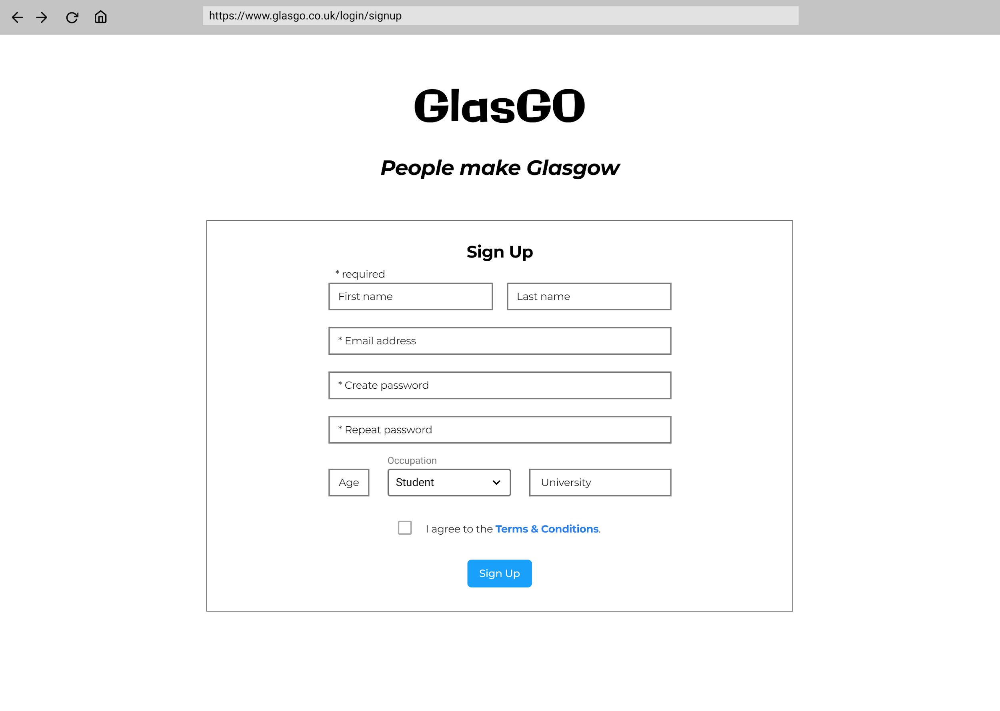 https://www.glasgo.co.uk/login/signup
GlasGO
People make Glasgow
Sign Up
* required
First name
Last name
* Email address
* Create password
* Repeat password
Occupation
Age
Student
University
I agree to the Terms & Conditions.
Sign Up